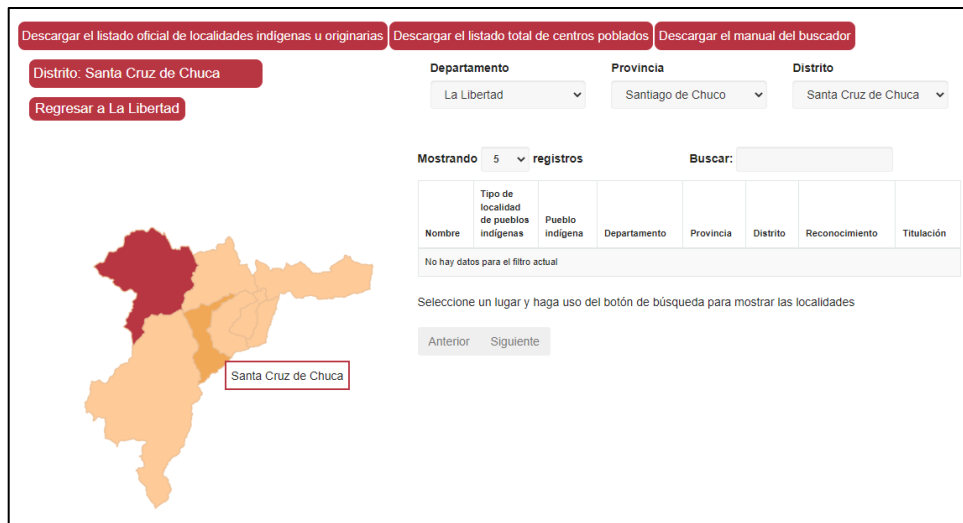 Descargar el listado oficial de localidades indígenas u originarias Descargar el listado total de centros poblados Descargar el manual del buscador
Distrito: Santa Cruz de Chuca
Regresar a La Libertad
Departamento Provincia Distrito
La Libertad Santiago de Chuco Santa Cruz de Chuca
Mostrando 5 registros Buscar:
Nombre
Tipo de
localidad
de pueblos
indígenas
Pueblo
indígena
Departamento
Provincia
Distrito
Reconocimiento
Titulación
No hay datos para el filtro actual
Seleccione un lugar y haga uso del botón de búsqueda para mostrar las localidades
Anterior Siguiente
Santa Cruz de Chuca